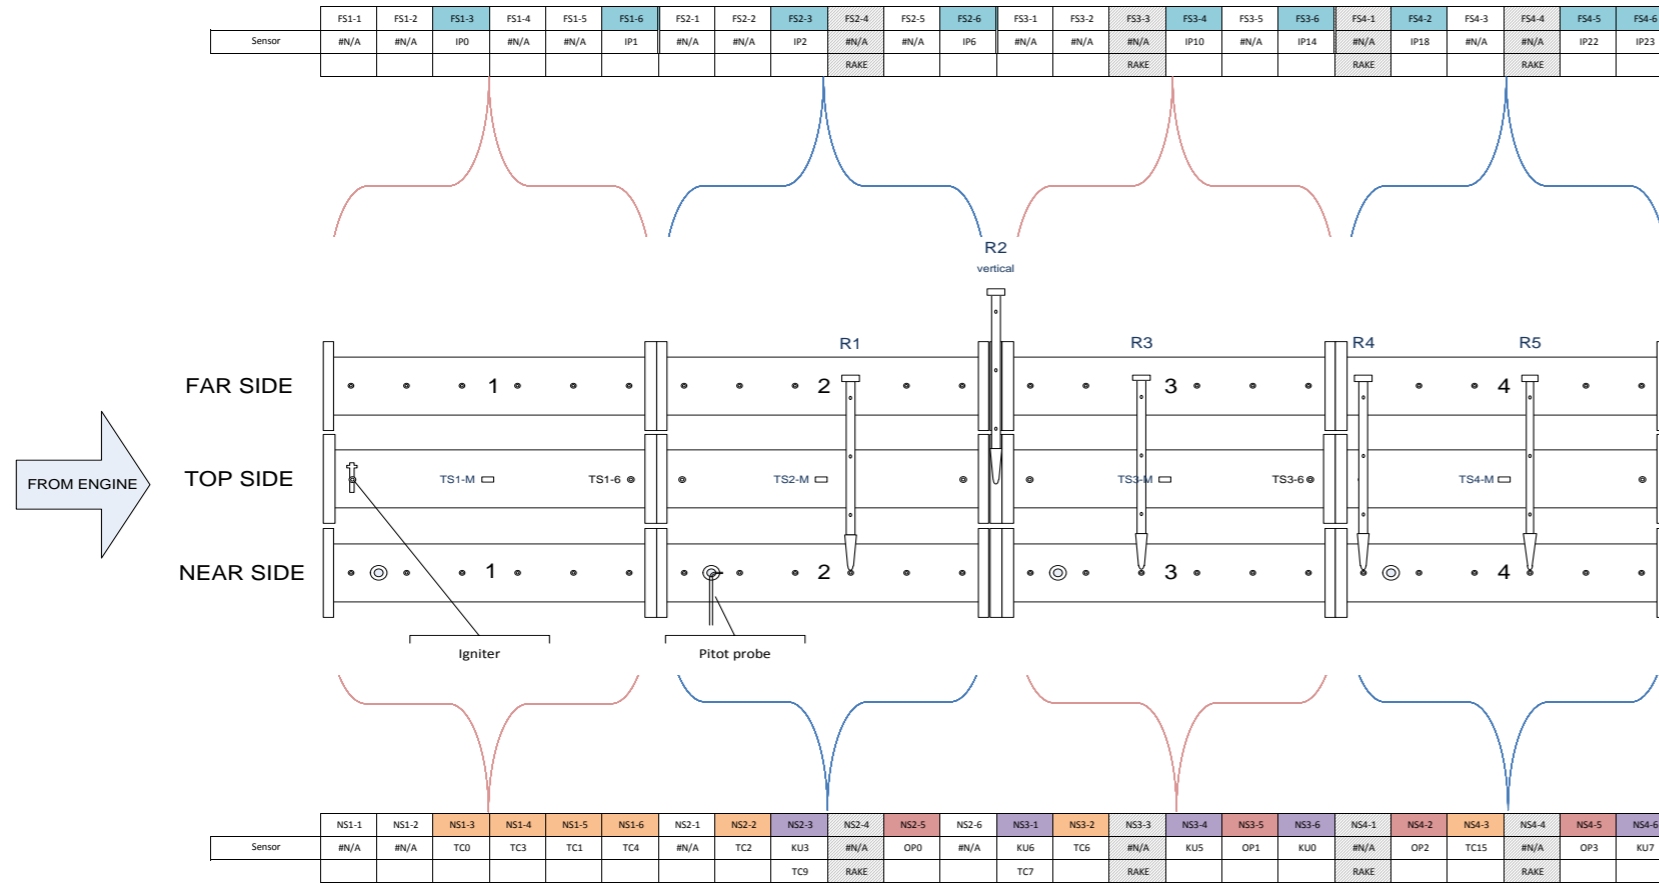 FS1-1 FS1-2 FS1-3 FS1-4 FS1-5 FS1-6 FS2-1 FS2-2 FS2-3 FS2-4 FS2-5 FS2-6 FS3-1 FS3-2 FS3-3 FS3-4 FS3-5 FS3-6 FS4-1 FS4-2 FS4-3 FS4-4 FS4-5 FS4-6
Sensor #N/A #N/A IP0 #N/A #N/A IP1 #N/A #N/A IP2 #N/A #N/A IP6 #N/A #N/A #N/A IP10 #N/A IP14 #N/A IP18 #N/A #N/A IP22 IP23
RAKE RAKE RAKE RAKE
R2
vertical
R1 R3 R4 R5
FAR SIDE 1 2 3 4
FROM ENGINE
TOP SIDE TS1-M TS1-6 TS2-M TS3-M TS3-6 TS4-M
NEAR SIDE 1 2 3 4
Igniter Pitot probe
NS1-1 NS1-2 NS1-3 NS1-4 NS1-5 NS1-6 NS2-1 NS2-2 NS2-3 NS2-4 NS2-5 NS2-6 NS3-1 NS3-2 NS3-3 NS3-4 NS3-5 NS3-6 NS4-1 NS4-2 NS4-3 NS4-4 NS4-5 NS4-6
Sensor #N/A #N/A TC0 TC3 TC1 TC4 #N/A TC2 KU3 #N/A OP0 #N/A KU6 TC6 #N/A KU5 OP1 KU0 #N/A OP2 TC15 #N/A OP3 KU7
TC9 RAKE TC7 RAKE RAKE RAKE